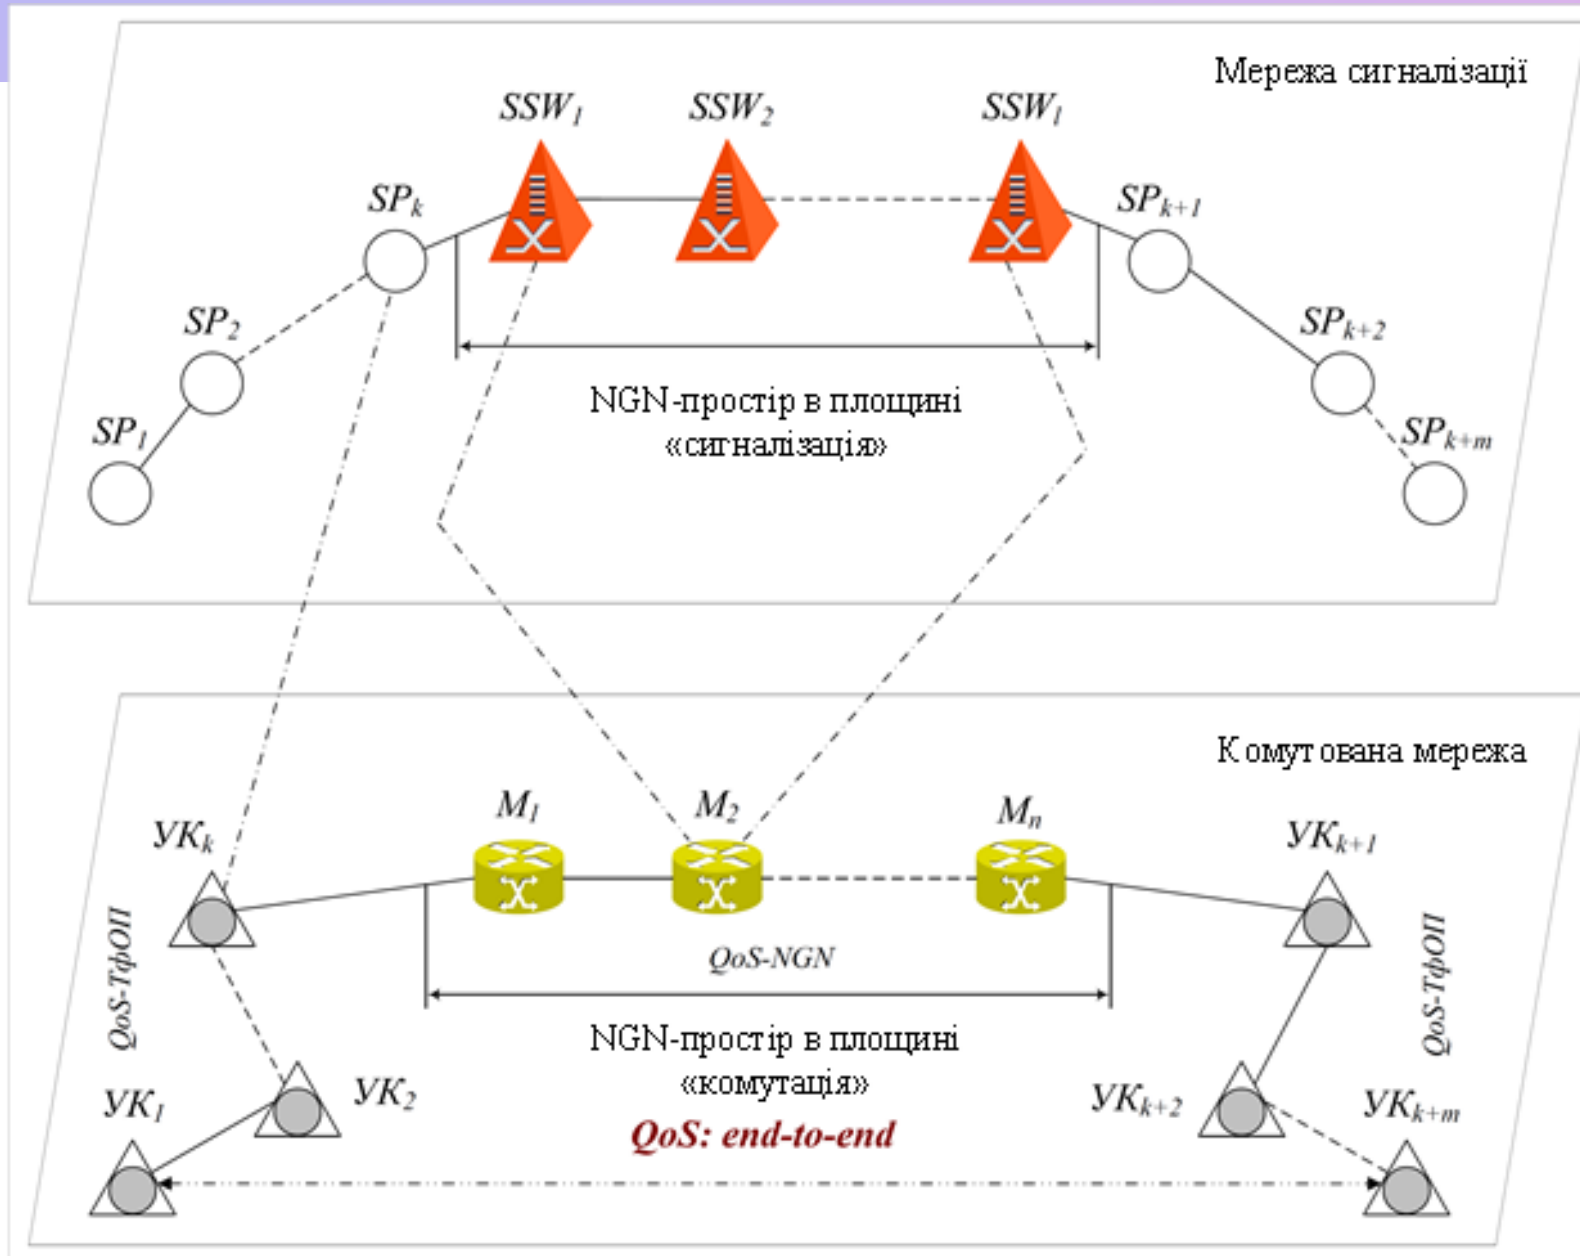 Мережа сигналізації
SSW1
SSW2
SSWl
SPk
SPk+1
SP2
SPk+2
SP1
SPk+m
NGN-простір в площині
«сигналізація»
Комутована мережа
M1
M2
Mn
УКk
УКk+1
QoS-ТфОП
QoS-NGN
QoS-ТфОП
NGN-простір в площині
«комутація»
УК1
УК2
УКk+2
УКk+m
QoS: end-to-end